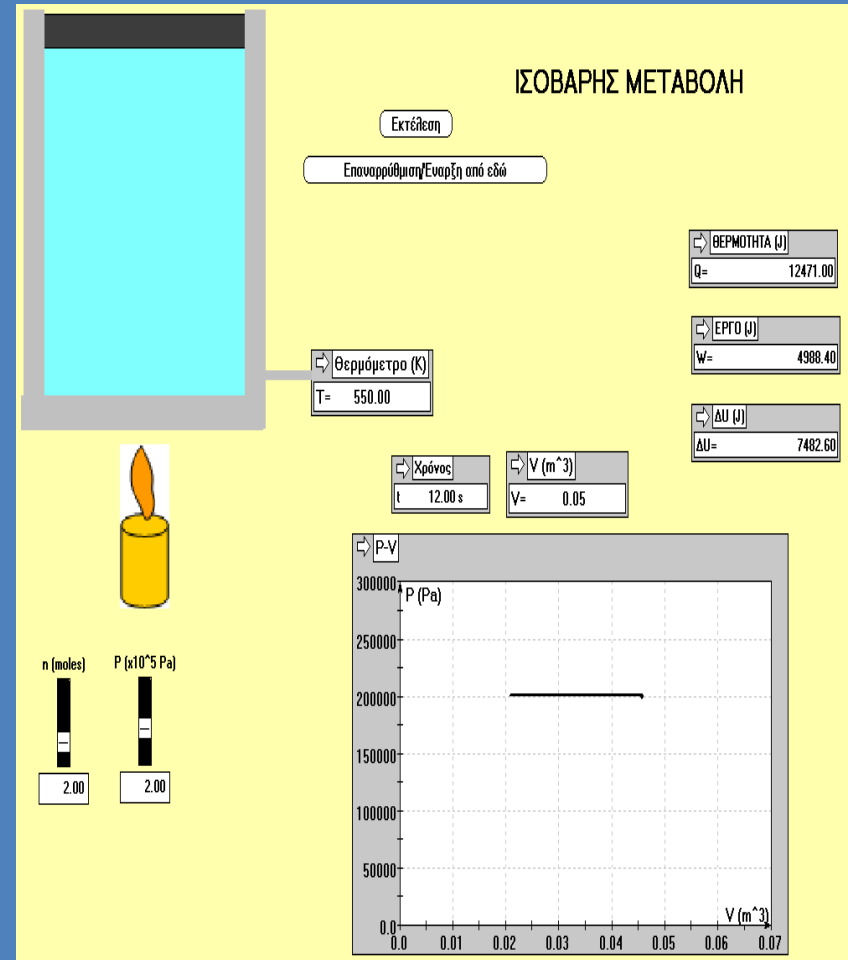 ΙΣΟΒΑΡΗΣ ΜΕΤΑΒΟΛΗ
Εκτέλεση
Επαναρρύθμιση/Έναρξη από εδώ
ΘΕΡΜΟΤΗΤΑ (J)
Q= 12471.00
ΕΡΓΟ (J)
W= 4988.40
Θερμόμετρο (Κ)
T= 550.00
ΔU (J)
ΔU= 7482.60
Χρόνος
t 12.00 s
V (m^3)
V= 0.05
P-V
300000
P (Pa)
250000
200000
150000
100000
50000
0.0
V (m^3)
0.0 0.01 0.02 0.03 0.04 0.05 0.06 0.07
n (moles)
P (x10^5 Pa)
2.00
2.00